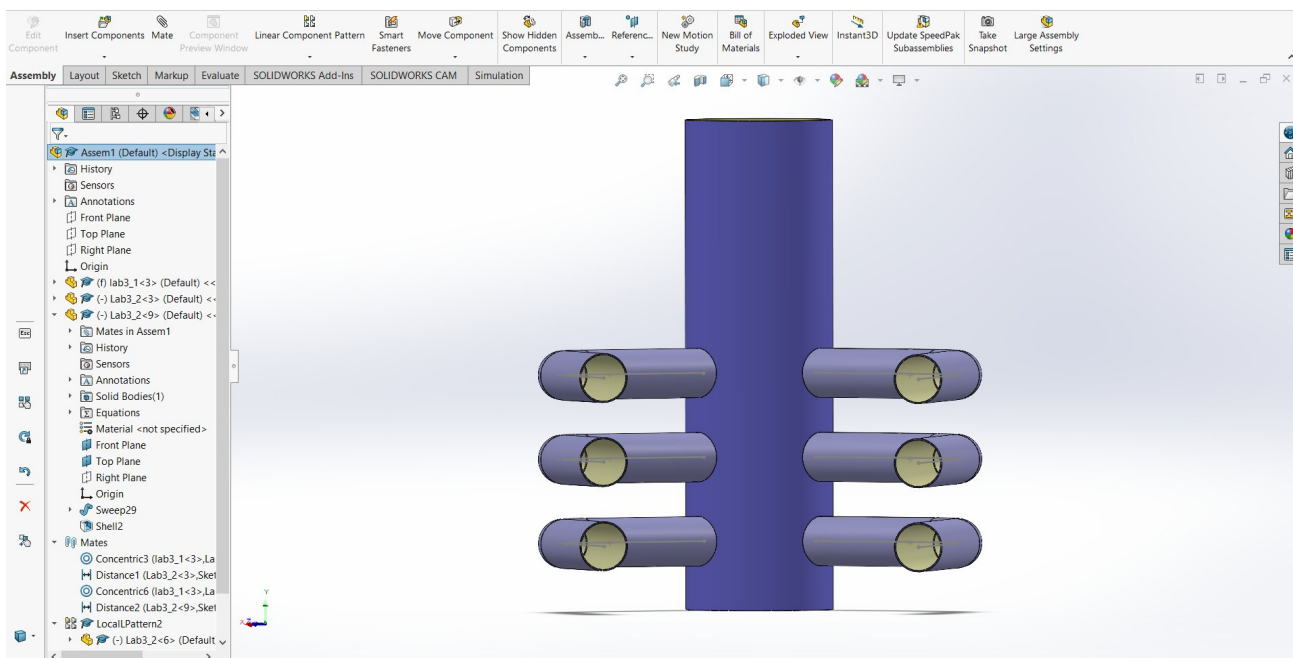 Edit Component
Insert Components
Mate
Component Preview Window
Linear Component Pattern
Smart Fasteners
Move Component
Show Hidden Components
Assemb...
Referenc...
New Motion Study
Bill of Materials
Exploded View
Instant3D
Update SpeedPak Subassemblies
Take Snapshot
Large Assembly Settings
Assembly Layout Sketch Markup Evaluate SOLIDWORKS Add-Ins SOLIDWORKS CAM Simulation
Assem1 (Default) <Display Sta
History
Sensors
Annotations
Front Plane
Top Plane
Right Plane
Origin
(f) lab3_1<3> (Default) <<
(-) Lab3_2<3> (Default) <<
(-) Lab3_2<9> (Default) <<
Mates in Assem1
History
Sensors
Annotations
Solid Bodies(1)
Equations
Material <not specified>
Front Plane
Top Plane
Right Plane
Origin
Sweep29
Shell2
Mates
Concentric3 (lab3_1<3>,La
Distance1 (Lab3_2<3>,Sket
Concentric6 (lab3_1<3>,La
Distance2 (Lab3_2<9>,Sket
LocalLPattern2
(-) Lab3_2<6> (Default
Esc
Y